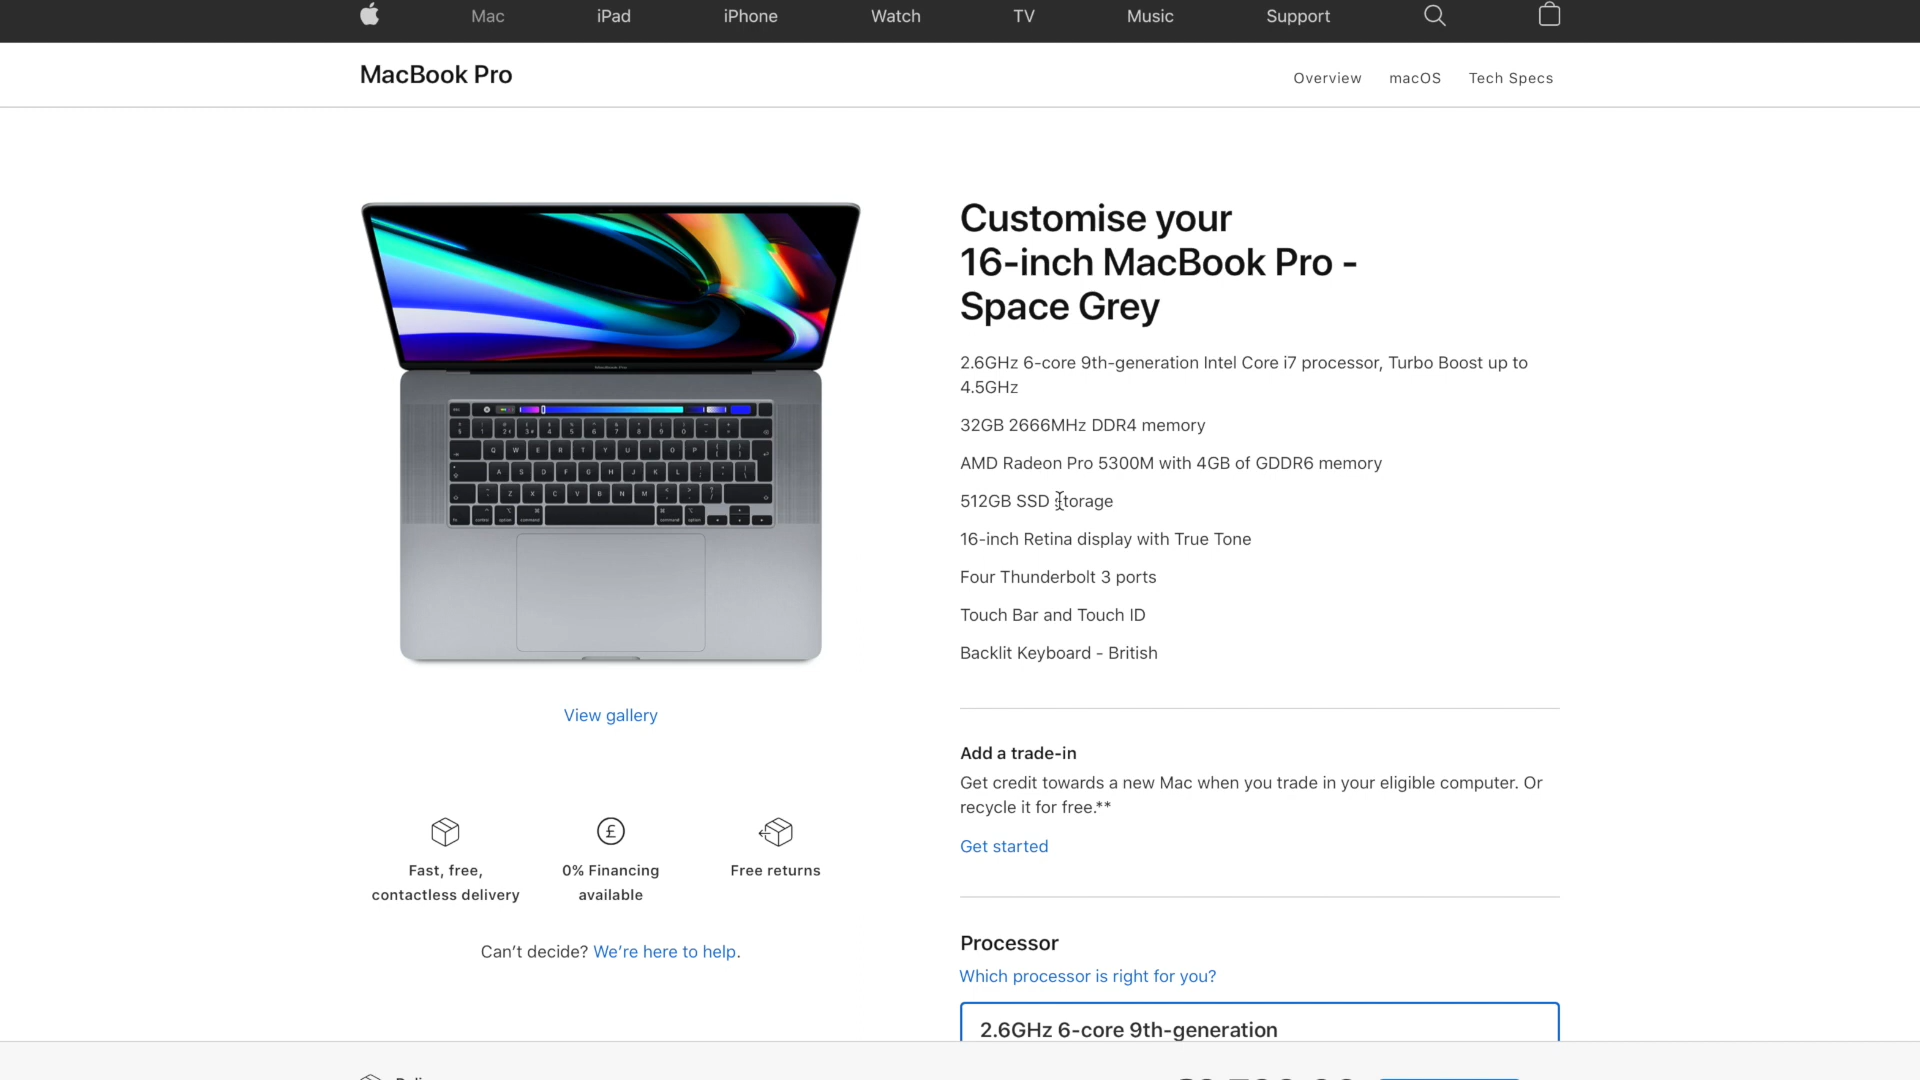 Mac
iPad
iPhone
Watch
TV
Music
Support
MacBook Pro
Overview
macOS
Tech Specs
Customise your
16-inch MacBook Pro -
Space Grey
2.6GHz 6-core 9th-generation Intel Core i7 processor, Turbo Boost up to
4.5GHz
32GB 2666MHz DDR4 memory
AMD Radeon Pro 5300M with 4GB of GDDR6 memory
512GB SSD storage
16-inch Retina display with True Tone
Four Thunderbolt 3 ports
Touch Bar and Touch ID
Backlit Keyboard - British
View gallery
Fast, free,
contactless delivery
0% Financing
available
Free returns
Can't decide? We're here to help.
Add a trade-in
Get credit towards a new Mac when you trade in your eligible computer. Or
recycle it for free.**
Get started
Processor
Which processor is right for you?
2.6GHz 6-core 9th-generation